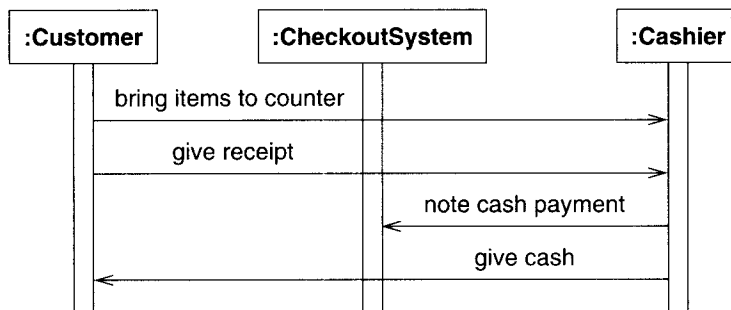 :Customer
:CheckoutSystem
:Cashier
bring items to counter
give receipt
note cash payment
give cash